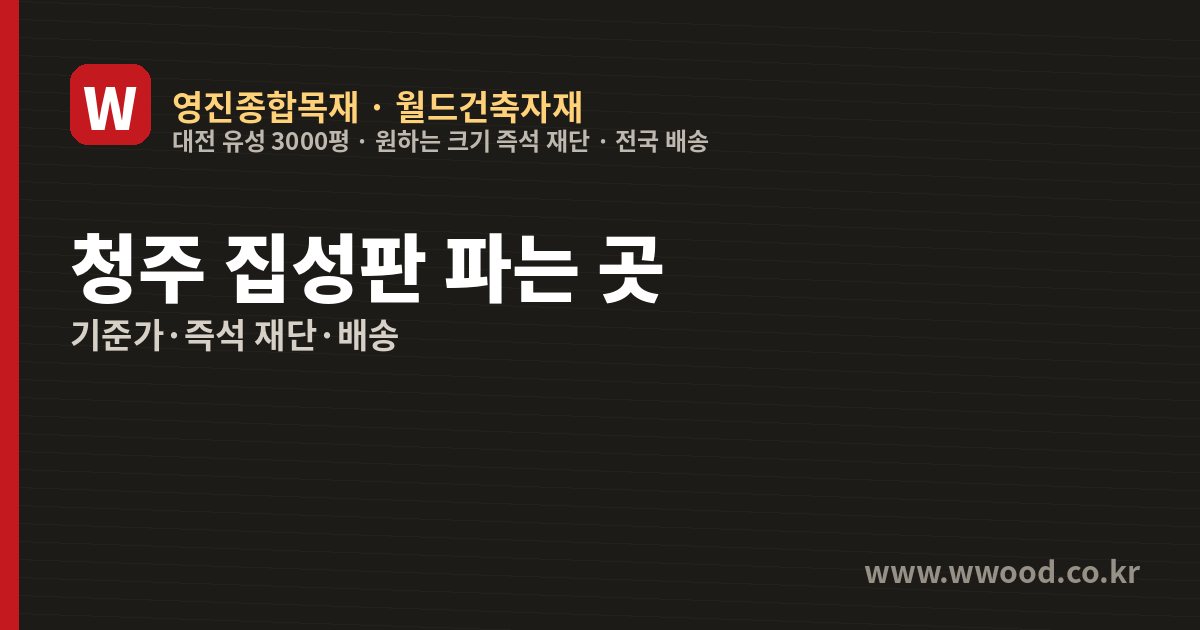 W
영진종합목재 · 월드건축자재
대전 유성 3000평 · 원하는 크기 즉석 재단 · 전국 배송
청주 집성판 파는 곳
기준가·즉석 재단·배송
www.wwood.co.kr